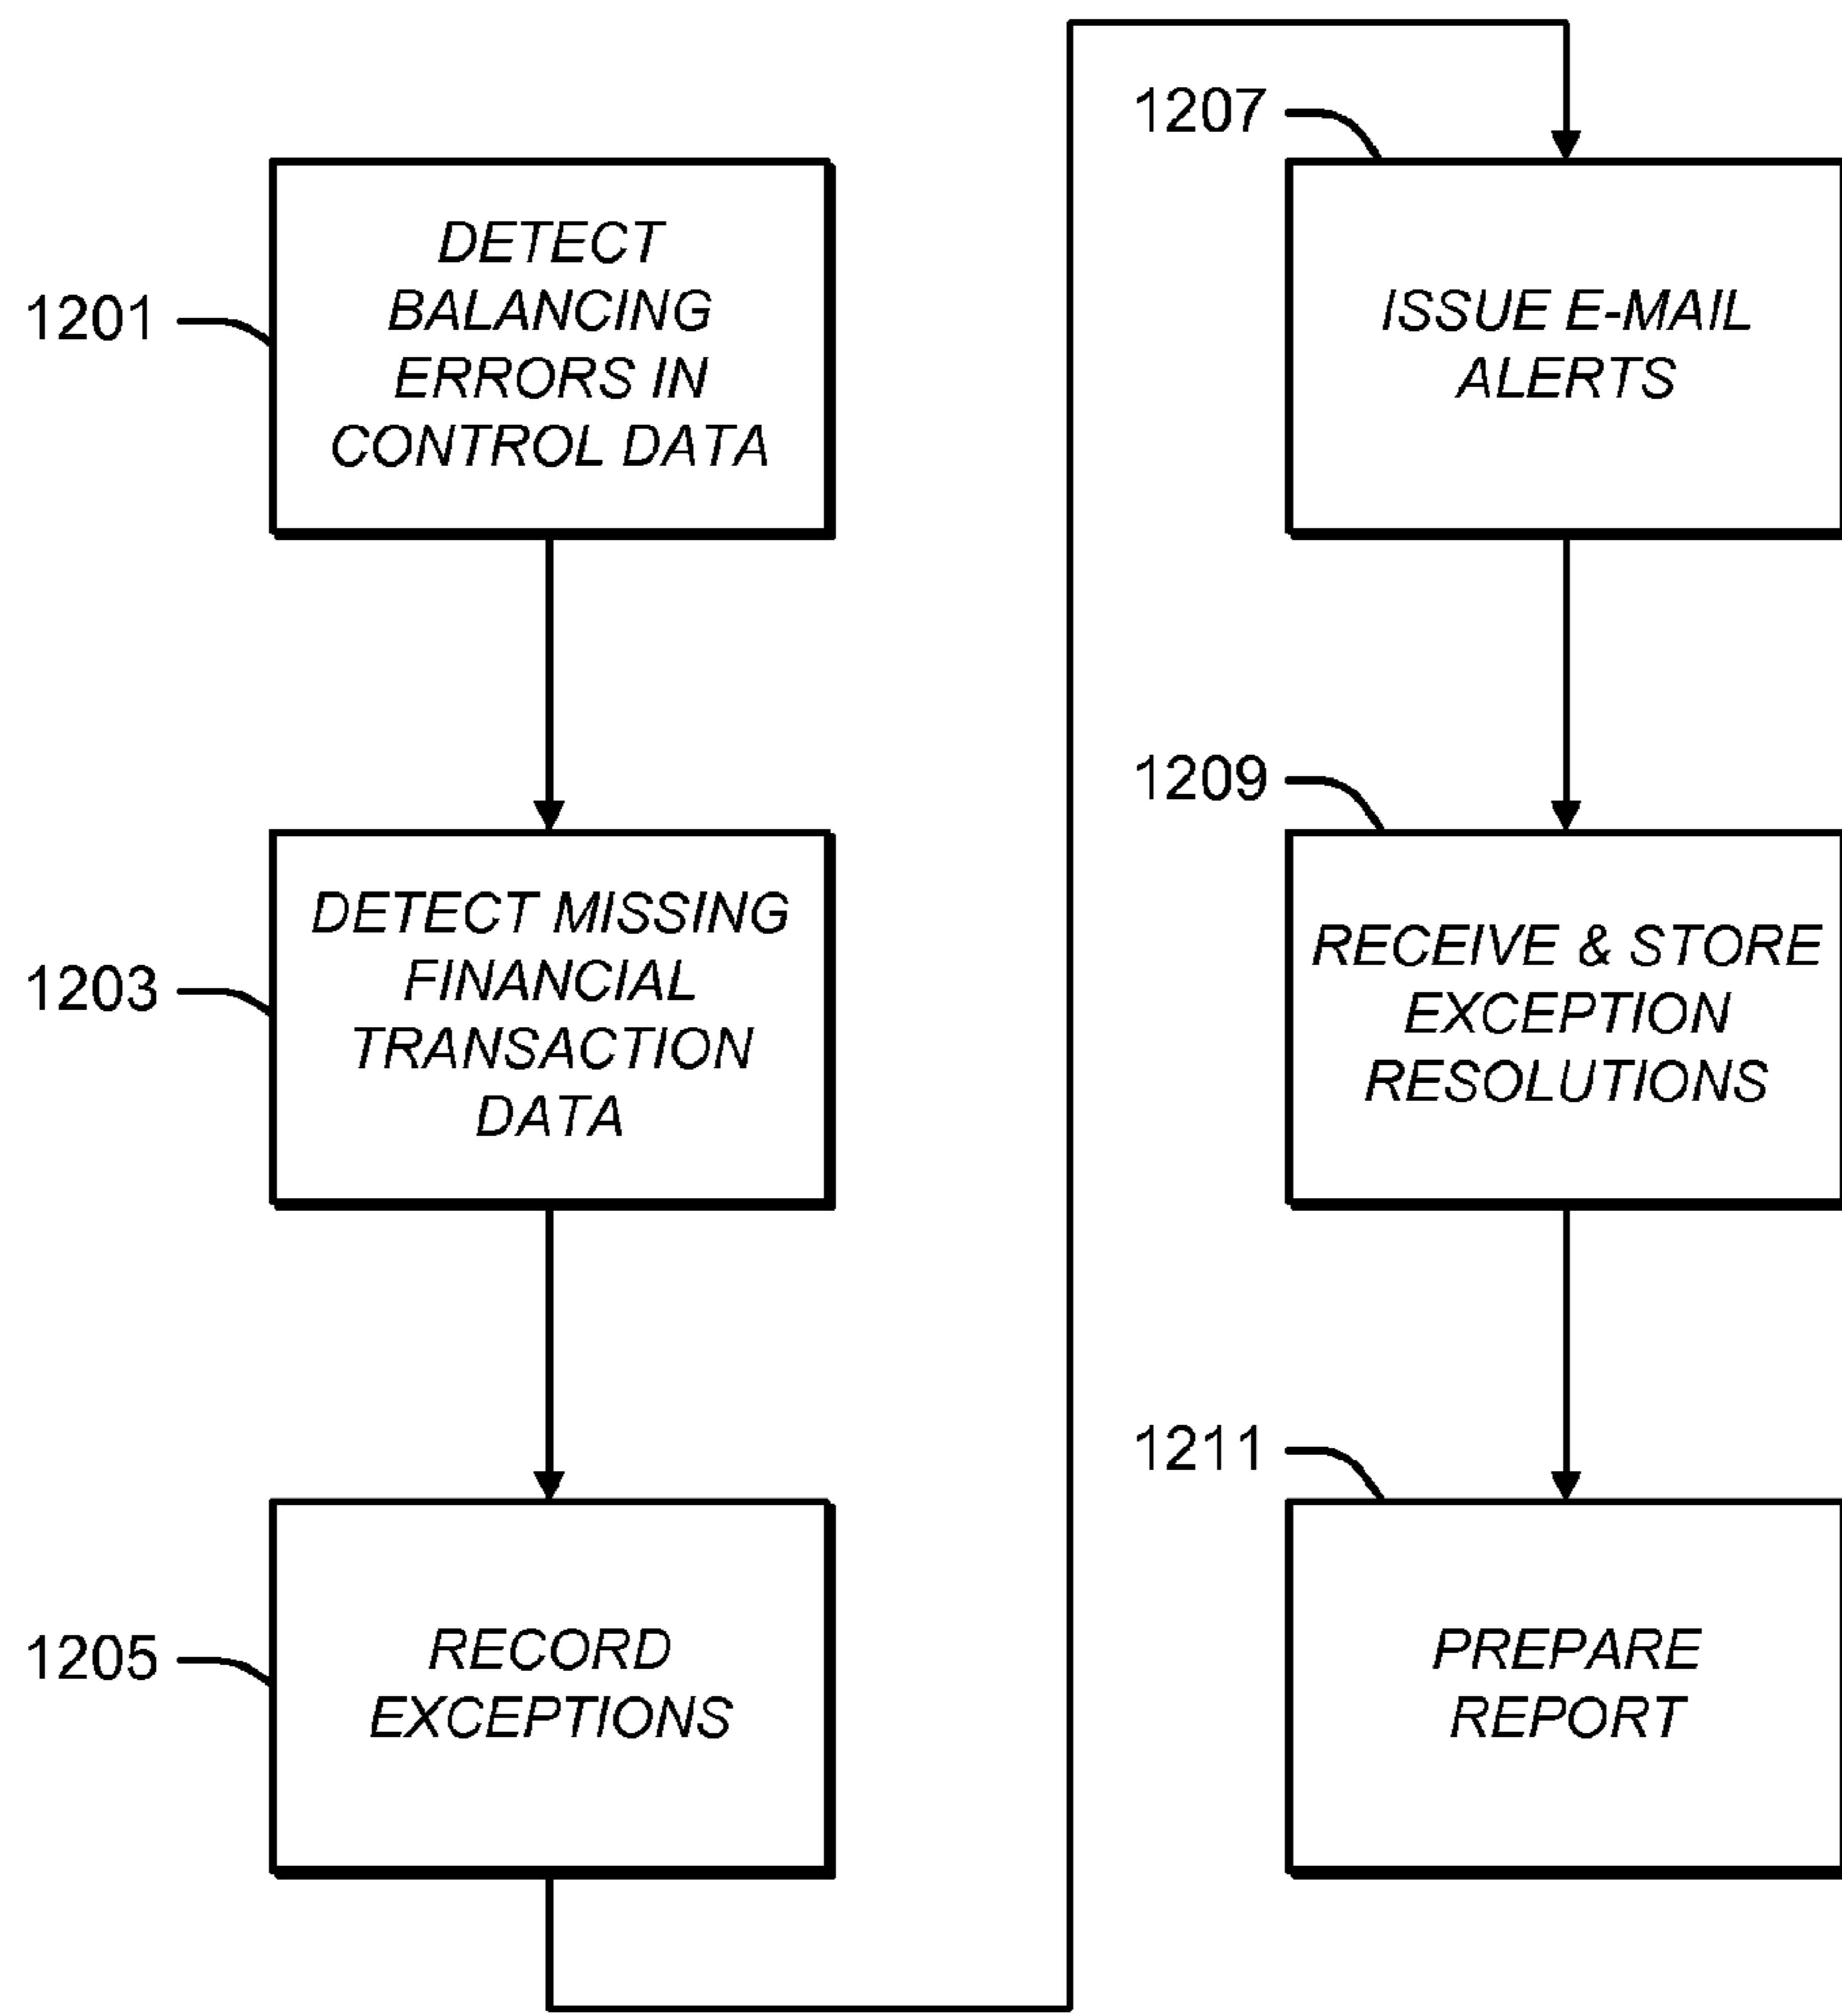 1201
DETECT
BALANCING
ERRORS IN
CONTROL DATA
1203
DETECT MISSING
FINANCIAL
TRANSACTION
DATA
1205
RECORD
EXCEPTIONS
1207
ISSUE E-MAIL
ALERTS
1209
RECEIVE & STORE
EXCEPTION
RESOLUTIONS
1211
PREPARE
REPORT